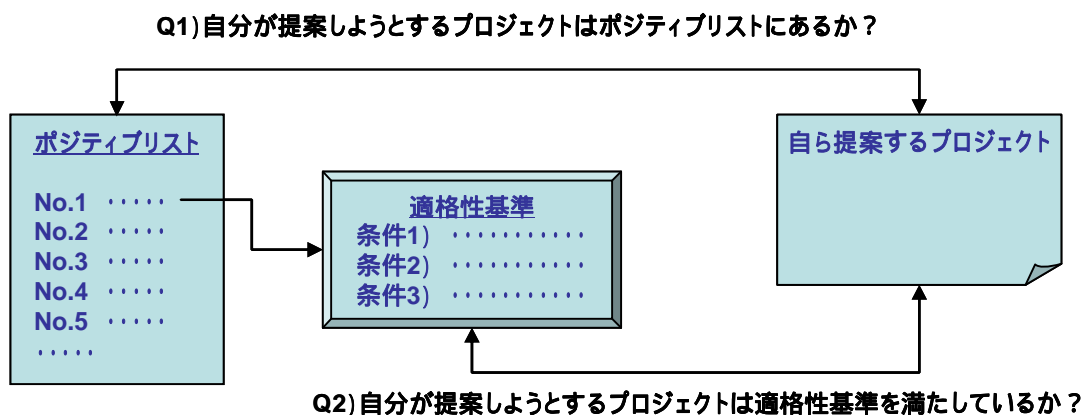 Q1)自分が提案しようとするプロジェクトはポジティブリストにあるか？
ポジティブリスト
No.1 ・・・・・
No.2 ・・・・・
No.3 ・・・・・
No.4 ・・・・・
No.5 ・・・・・
・・・・・
適格性基準
条件1) ・・・・・・・・・・・
条件2) ・・・・・・・・・・・
条件3) ・・・・・・・・・・・
自ら提案するプロジェクト
Q2)自分が提案しようとするプロジェクトは適格性基準を満たしているか？